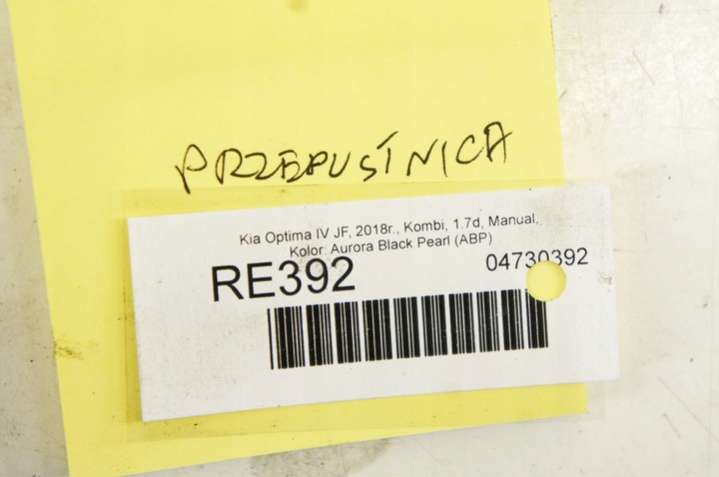 PRZEPUSTNICA
Kia Optima IV JF, 2018r., Kombi, 1.7d, Manual,
Kolor: Aurora Black Pearl (ABP)
RE392
04730392